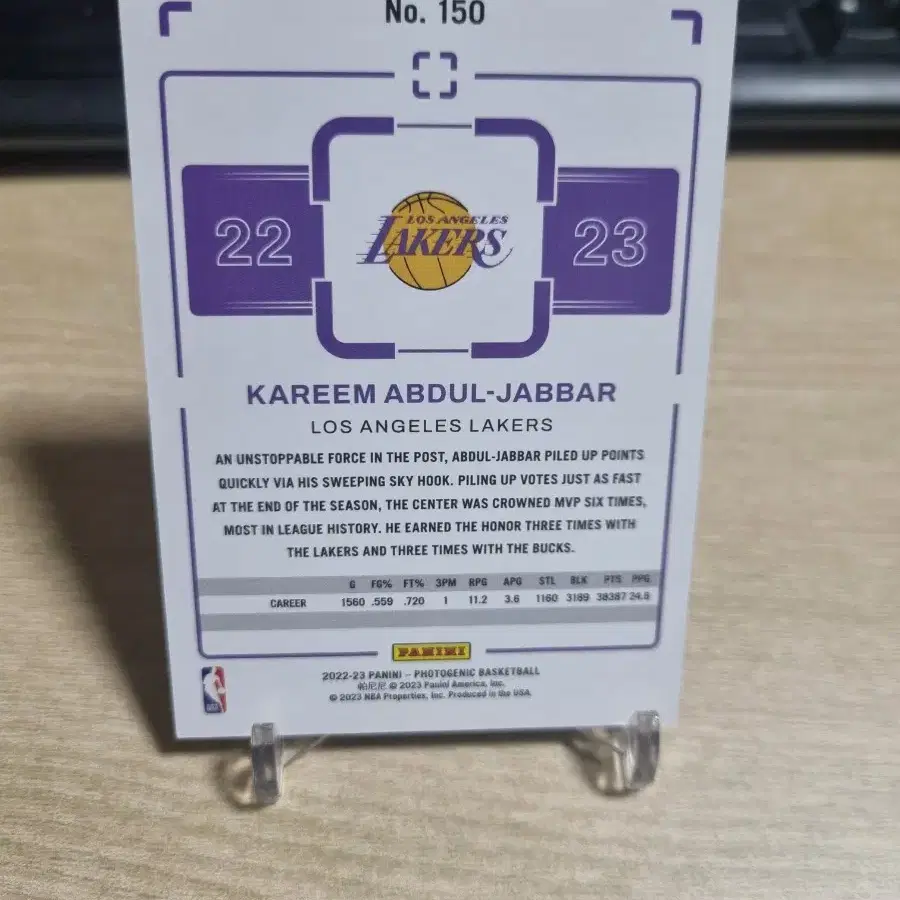 No. 150
22
LOS ANGELES
LAKERS
23
KAREEM ABDUL-JABBAR
LOS ANGELES LAKERS
AN UNSTOPPABLE FORCE IN THE POST, ABDUL-JABBAR PILED UP POINTS
QUICKLY VIA HIS SWEEPING SKY HOOK. PILING UP VOTES JUST AS FAST
AT THE END OF THE SEASON, THE CENTER WAS CROWNED MVP SIX TIMES,
MOST IN LEAGUE HISTORY. HE EARNED THE HONOR THREE TIMES WITH
THE LAKERS AND THREE TIMES WITH THE BUCKS.
G FG% FT% 3PM RPG APG STL BLK PTS PPG
CAREER 1560 .559 .720 1 11.2 3.6 1160 3189 38387 24.6
PANINI
2022-23 PANINI – PHOTOGENIC BASKETBALL
帕尼尼 © 2023 Panini America, Inc.
© 2023 NBA Properties, Inc. Produced in the USA.